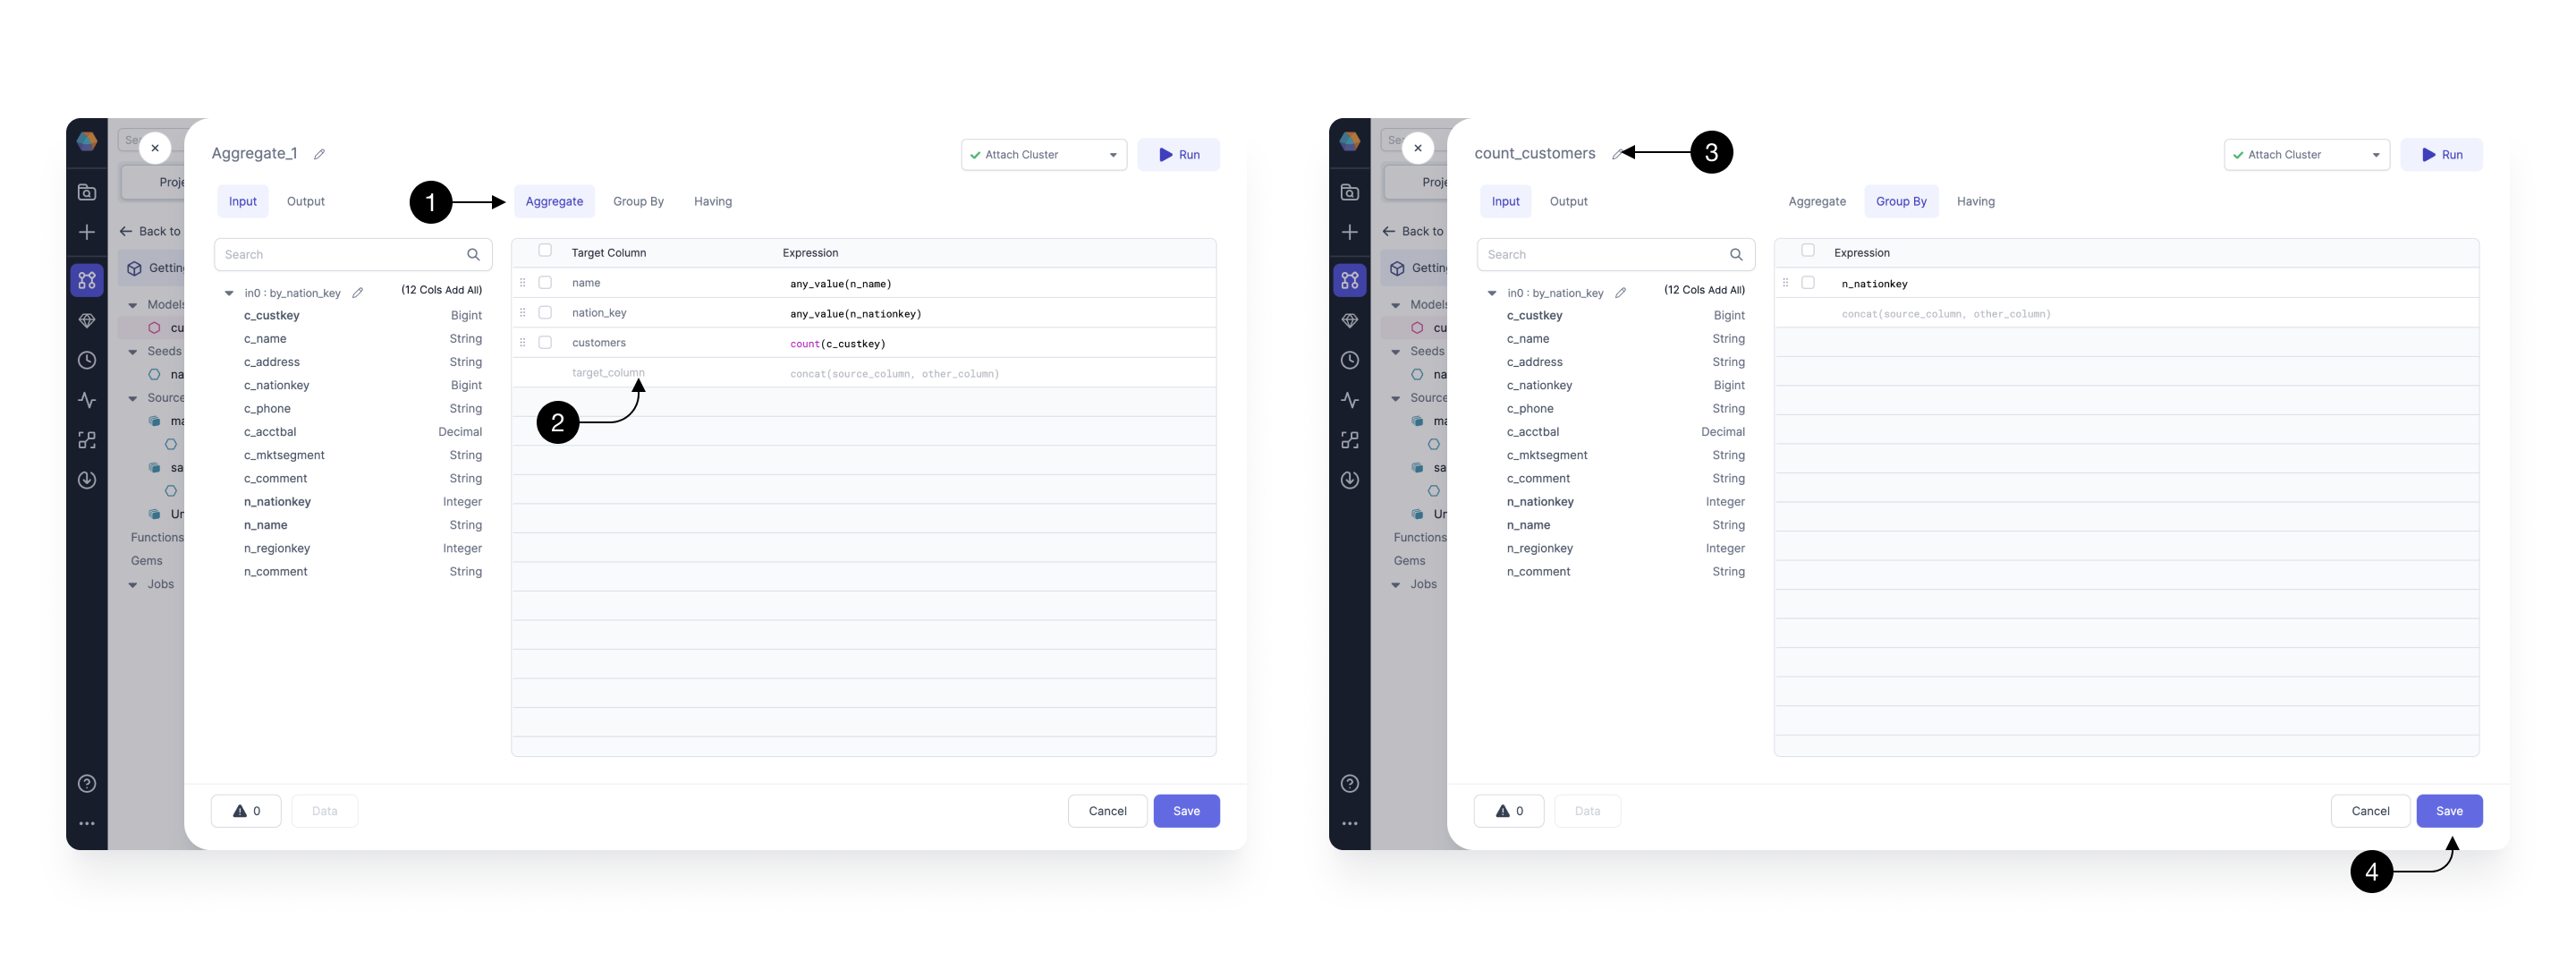 Se
Proje
Back to
Gettin
Models
cu
Seeds
na
Source
ma
sa
Un
Functions
Gems
Jobs
Aggregate_1
Attach Cluster
Run
Input
Output
1
Aggregate
Group By
Having
Search
in0 : by_nation_key
(12 Cols Add All)
c_custkey Bigint
c_name String
c_address String
c_nationkey Bigint
c_phone String
c_acctbal Decimal
c_mktsegment String
c_comment String
n_nationkey Integer
n_name String
n_regionkey Integer
n_comment String
Target Column Expression
name any_value(n_name)
nation_key any_value(n_nationkey)
customers count(c_custkey)
target_column concat(source_column, other_column)
2
0
Data
Cancel
Save
Se
Proje
Back to
Gettin
Models
cu
Seeds
na
Source
ma
sa
Un
Functions
Gems
Jobs
count_customers
3
Attach Cluster
Run
Input
Output
Aggregate
Group By
Having
Search
in0 : by_nation_key
(12 Cols Add All)
c_custkey Bigint
c_name String
c_address String
c_nationkey Bigint
c_phone String
c_acctbal Decimal
c_mktsegment String
c_comment String
n_nationkey Integer
n_name String
n_regionkey Integer
n_comment String
Expression
n_nationkey
concat(source_column, other_column)
0
Data
Cancel
Save
4